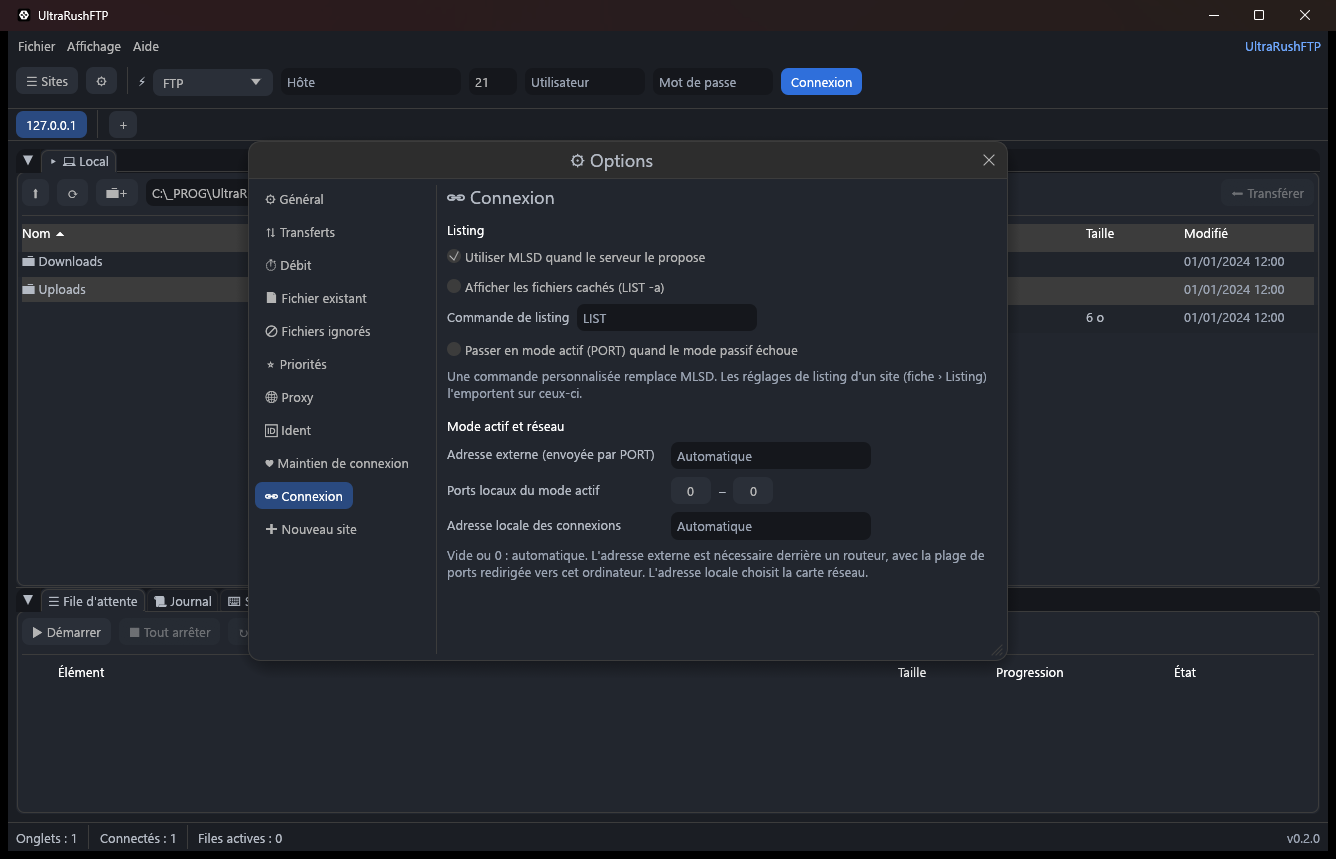 UltraRushFTP
Fichier Affichage Aide UltraRushFTP
Sites FTP Hôte 21 Utilisateur Mot de passe Connexion
127.0.0.1 +
Local
C:\_PROG\UltraR Transférer
Nom Taille Modifié
Downloads 01/01/2024 12:00
Uploads 01/01/2024 12:00
6 o 01/01/2024 12:00
Options
Général
Transferts
Débit
Fichier existant
Fichiers ignorés
Priorités
Proxy
Ident
Maintien de connexion
Connexion
Nouveau site
Connexion
Listing
Utiliser MLSD quand le serveur le propose
Afficher les fichiers cachés (LIST -a)
Commande de listing LIST
Passer en mode actif (PORT) quand le mode passif échoue
Une commande personnalisée remplace MLSD. Les réglages de listing d'un site (fiche › Listing)
l'emportent sur ceux-ci.
Mode actif et réseau
Adresse externe (envoyée par PORT) Automatique
Ports locaux du mode actif 0 – 0
Adresse locale des connexions Automatique
Vide ou 0 : automatique. L'adresse externe est nécessaire derrière un routeur, avec la plage de
ports redirigée vers cet ordinateur. L'adresse locale choisit la carte réseau.
File d'attente Journal S
Démarrer Tout arrêter
Élément Taille Progression État
Onglets : 1 Connectés : 1 Files actives : 0 v0.2.0